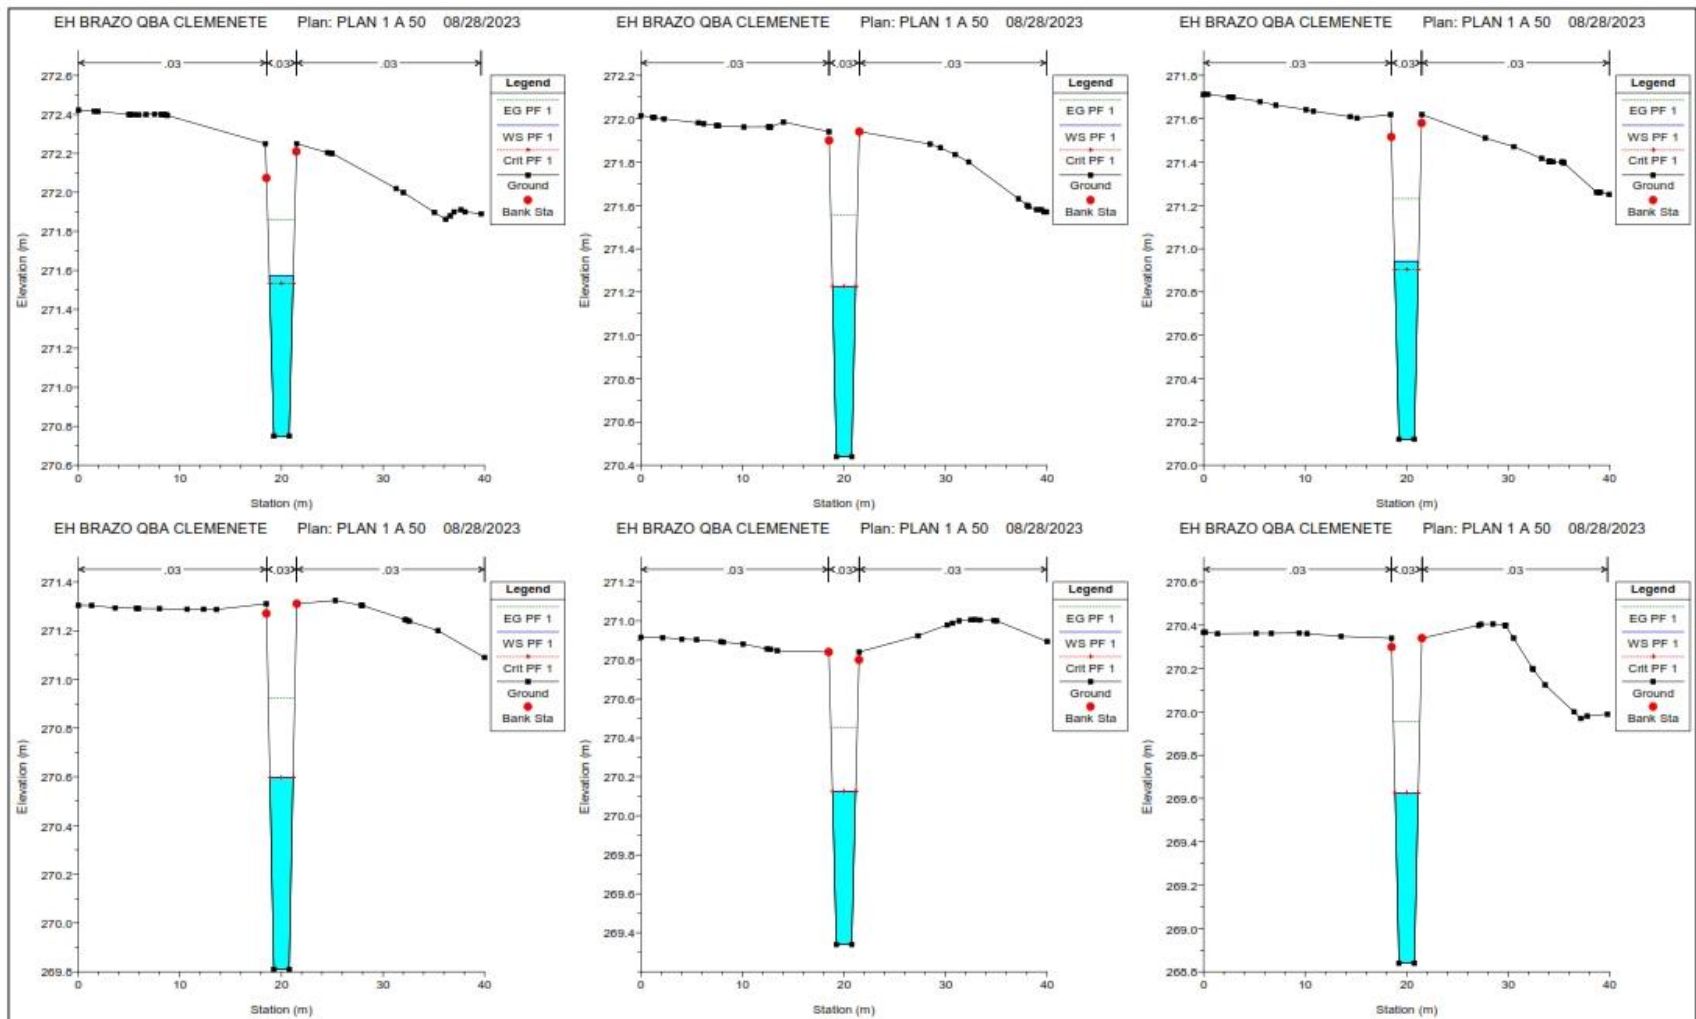 EH BRAZO QBA CLEMENETE Plan: PLAN 1 A 50 08/28/2023
.03 .03 .03
Legend
EG PF 1
WS PF 1
Crit PF 1
Ground
Bank Sta
272.6
272.4
272.2
272.0
271.8
271.6
271.4
271.2
271.0
270.8
270.6
Elevation (m)
0 10 20 30 40
Station (m)
EH BRAZO QBA CLEMENETE Plan: PLAN 1 A 50 08/28/2023
.03 .03 .03
Legend
EG PF 1
WS PF 1
Crit PF 1
Ground
Bank Sta
272.2
272.0
271.8
271.6
271.4
271.2
271.0
270.8
270.6
270.4
Elevation (m)
0 10 20 30 40
Station (m)
EH BRAZO QBA CLEMENETE Plan: PLAN 1 A 50 08/28/2023
.03 .03 .03
Legend
EG PF 1
WS PF 1
Crit PF 1
Ground
Bank Sta
271.8
271.6
271.4
271.2
271.0
270.8
270.6
270.4
270.2
270.0
Elevation (m)
0 10 20 30 40
Station (m)
EH BRAZO QBA CLEMENETE Plan: PLAN 1 A 50 08/28/2023
.03 .03 .03
Legend
EG PF 1
WS PF 1
Crit PF 1
Ground
Bank Sta
271.4
271.2
271.0
270.8
270.6
270.4
270.2
270.0
269.8
Elevation (m)
0 10 20 30 40
Station (m)
EH BRAZO QBA CLEMENETE Plan: PLAN 1 A 50 08/28/2023
.03 .03 .03
Legend
EG PF 1
WS PF 1
Crit PF 1
Ground
Bank Sta
271.2
271.0
270.8
270.6
270.4
270.2
270.0
269.8
269.6
269.4
Elevation (m)
0 10 20 30 40
Station (m)
EH BRAZO QBA CLEMENETE Plan: PLAN 1 A 50 08/28/2023
.03 .03 .03
Legend
EG PF 1
WS PF 1
Crit PF 1
Ground
Bank Sta
270.6
270.4
270.2
270.0
269.8
269.6
269.4
269.2
269.0
268.8
Elevation (m)
0 10 20 30 40
Station (m)